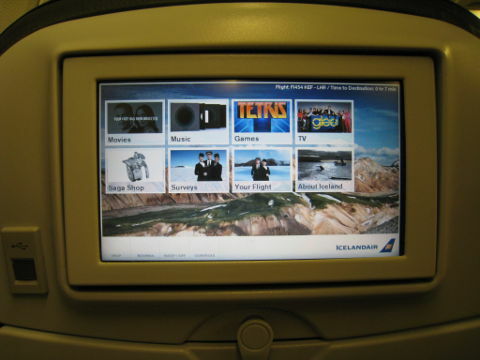 Flight: FI454 KEF - LHR / Time to Destination: 0 hr 7 min
Movies
Music
TETRIS
Games
glee
TV
Saga Shop
Surveys
Your Flight
About Iceland
ICELANDAIR